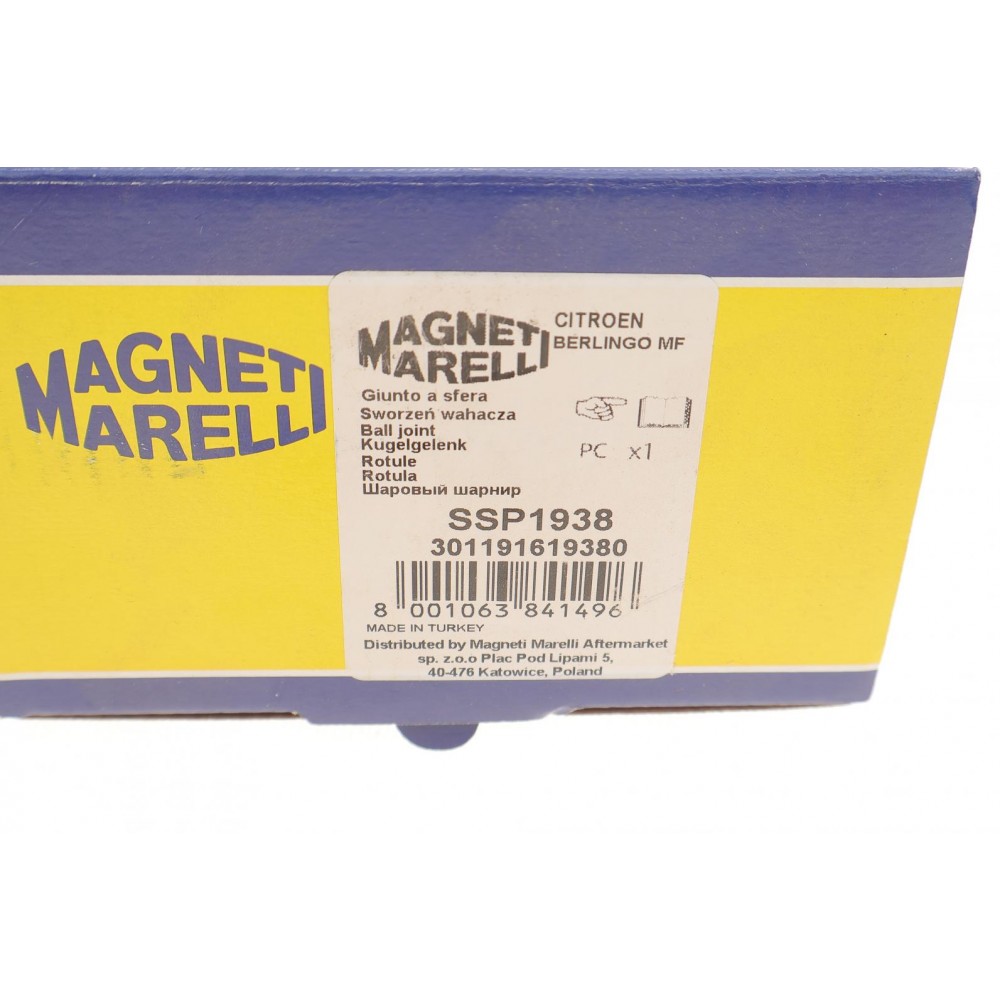 MAGNETI
MARELLI
MAGNETI
MARELLI
CITROEN
BERLINGO MF
Giunto a sfera
Sworzeń wahacza
Ball joint
Kugelgelenk
Rotule
Rotula
Шаровый шарнир
PC x1
SSP1938
301191619380
8 001063 841496
MADE IN TURKEY
Distributed by Magneti Marelli Aftermarket
sp. z.o.o Plac Pod Lipami 5,
40-476 Katowice, Poland